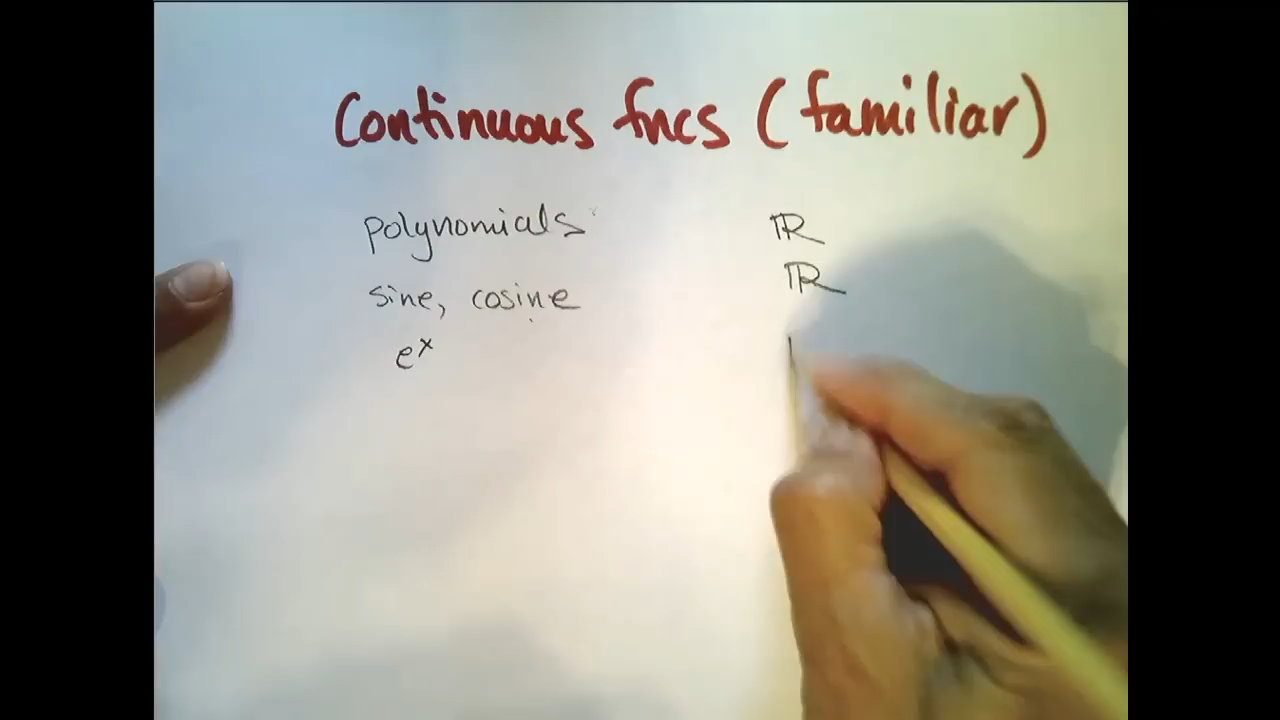 Continuous fncs (familiar)
polynomials ℝ
sine, cosine ℝ
eˣ